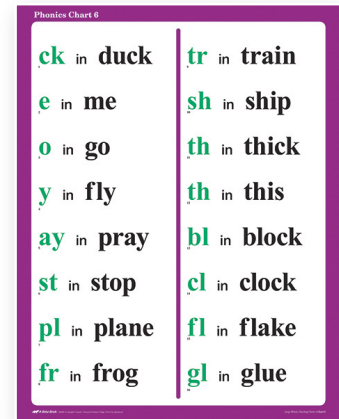 Phonics Chart 6
ck in duck
e in me
o in go
y in fly
ay in pray
st in stop
pl in plane
fr in frog
tr in train
sh in ship
th in thick
th in this
bl in block
cl in clock
fl in flake
gl in glue